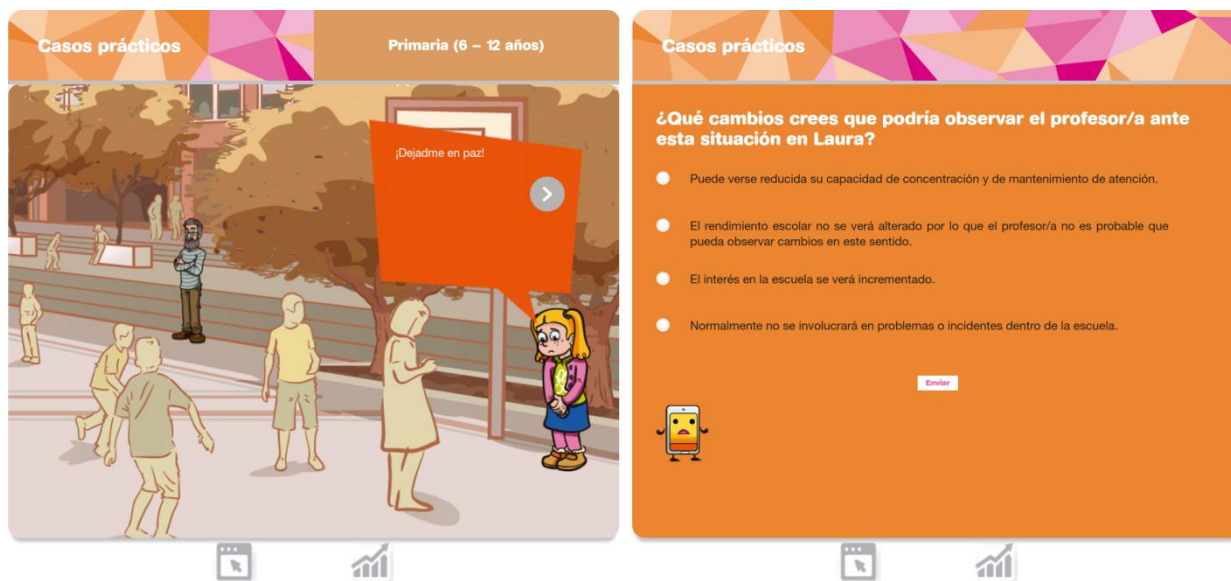 Casos prácticos
Primaria (6 – 12 años)
¡Dejadme en paz!
Casos prácticos
¿Qué cambios crees que podría observar el profesor/a ante
esta situación en Laura?
Puede verse reducida su capacidad de concentración y de mantenimiento de atención.
El rendimiento escolar no se verá alterado por lo que el profesor/a no es probable que
pueda observar cambios en este sentido.
El interés en la escuela se verá incrementado.
Normalmente no se involucrará en problemas o incidentes dentro de la escuela.
Enviar